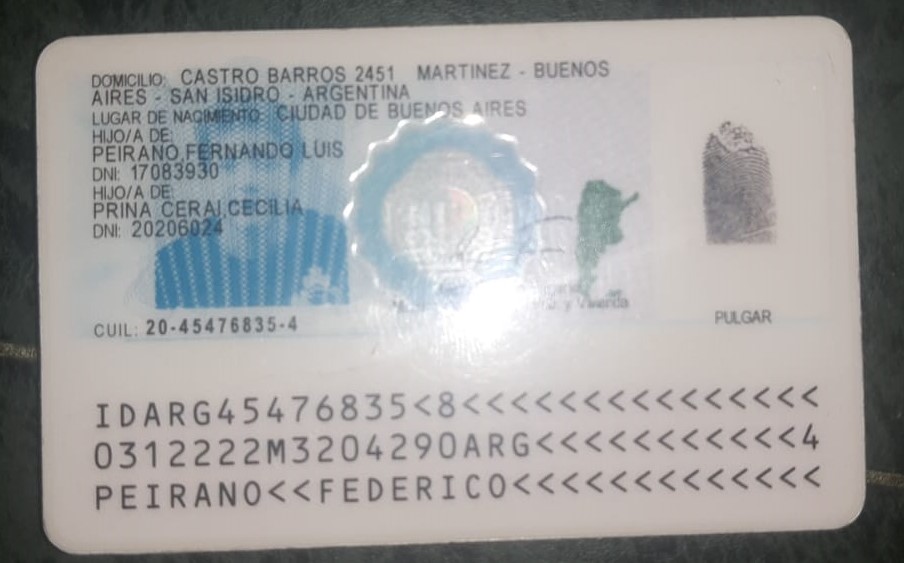 DOMICILIO: CASTRO BARROS 2451 MARTINEZ - BUENOS
AIRES - SAN ISIDRO - ARGENTINA
LUGAR DE NACIMIENTO: CIUDAD DE BUENOS AIRES
HIJO/A DE:
PEIRANO,FERNANDO LUIS
DNI: 17083930
HIJO/A DE:
PRINA CERAI,CECILIA
DNI: 20206024
y Vivienda
CUIL: 20-45476835-4
PULGAR
IDARG45476835<8<<<<<<<<<<<<<<<
0312222M3204290ARG<<<<<<<<<<<4
PEIRANO<<FEDERICO<<<<<<<<<<<<<